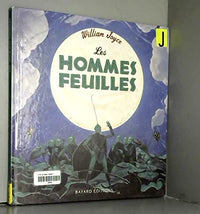 William Joyce
Les
HOMMES
FEUILLES
BAYARD ÉDITIONS
J